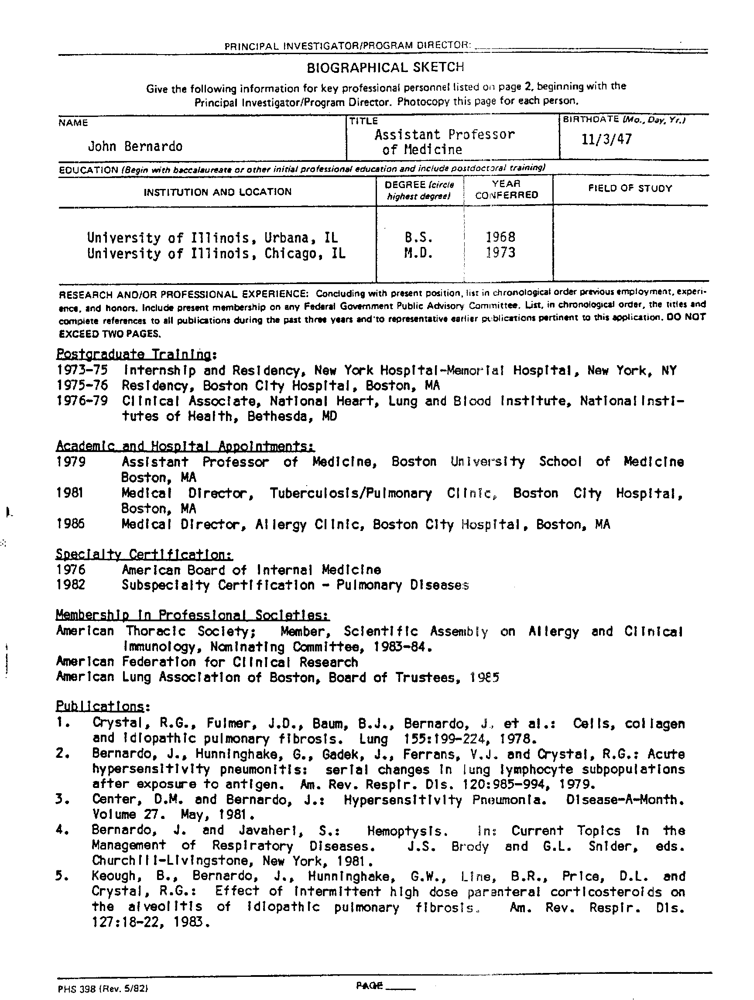 PRINCIPAL INVESTIGATOR/PROGRAM DIRECTOR:
BIOGRAPHICAL SKETCH
Give the following information for key professional personnel listed on page 2, beginning with the
Principal Investigator/Program Director. Photocopy this page for each person.
NAME TITLE BIRTHDATE (Mo., Day, Yr.)
John Bernardo Assistant Professor 11/3/47
of Medicine
EDUCATION (Begin with baccalaureate or other initial professional education and include postdoctoral training)
INSTITUTION AND LOCATION DEGREE (circle highest degree) YEAR CONFERRED FIELD OF STUDY
University of Illinois, Urbana, IL B.S. 1968
University of Illinois, Chicago, IL M.D. 1973
RESEARCH AND/OR PROFESSIONAL EXPERIENCE: Concluding with present position, list in chronological order previous employment, experi-
ence, and honors. Include present membership on any Federal Government Public Advisory Committee. List, in chronological order, the titles and
complete references to all publications during the past three years and to representative earlier publications pertinent to this application. DO NOT
EXCEED TWO PAGES.
Postgraduate Training:
1973-75 Internship and Residency, New York Hospital-Memorial Hospital, New York, NY
1975-76 Residency, Boston City Hospital, Boston, MA
1976-79 Clinical Associate, National Heart, Lung and Blood Institute, National Insti-
tutes of Health, Bethesda, MD
Academic and Hospital Appointments:
1979 Assistant Professor of Medicine, Boston University School of Medicine
Boston, MA
1981 Medical Director, Tuberculosis/Pulmonary Clinic, Boston City Hospital,
Boston, MA
1986 Medical Director, Allergy Clinic, Boston City Hospital, Boston, MA
Specialty Certification:
1976 American Board of Internal Medicine
1982 Subspecialty Certification - Pulmonary Diseases
Membership in Professional Societies:
American Thoracic Society; Member, Scientific Assembly on Allergy and Clinical
Immunology, Nominating Committee, 1983-84.
American Federation for Clinical Research
American Lung Association of Boston, Board of Trustees, 1985
Publications:
1. Crystal, R.G., Fulmer, J.D., Baum, B.J., Bernardo, J. et al.: Cells, collagen
and idiopathic pulmonary fibrosis. Lung 155:199-224, 1978.
2. Bernardo, J., Hunninghake, G., Gadek, J., Ferrans, V.J. and Crystal, R.G.: Acute
hypersensitivity pneumonitis: serial changes in lung lymphocyte subpopulations
after exposure to antigen. Am. Rev. Respir. Dis. 120:985-994, 1979.
3. Center, D.M. and Bernardo, J.: Hypersensitivity Pneumonia. Disease-A-Month.
Volume 27. May, 1981.
4. Bernardo, J. and Javaheri, S.: Hemoptysis. In: Current Topics in the
Management of Respiratory Diseases. J.S. Brody and G.L. Snider, eds.
Churchill-Livingstone, New York, 1981.
5. Keough, B., Bernardo, J., Hunninghake, G.W., Line, B.R., Price, D.L. and
Crystal, R.G.: Effect of intermittent high dose parenteral corticosteroids on
the alveolitis of idiopathic pulmonary fibrosis. Am. Rev. Respir. Dis.
127:18-22, 1983.
PHS 398 (Rev. 5/82) PAGE